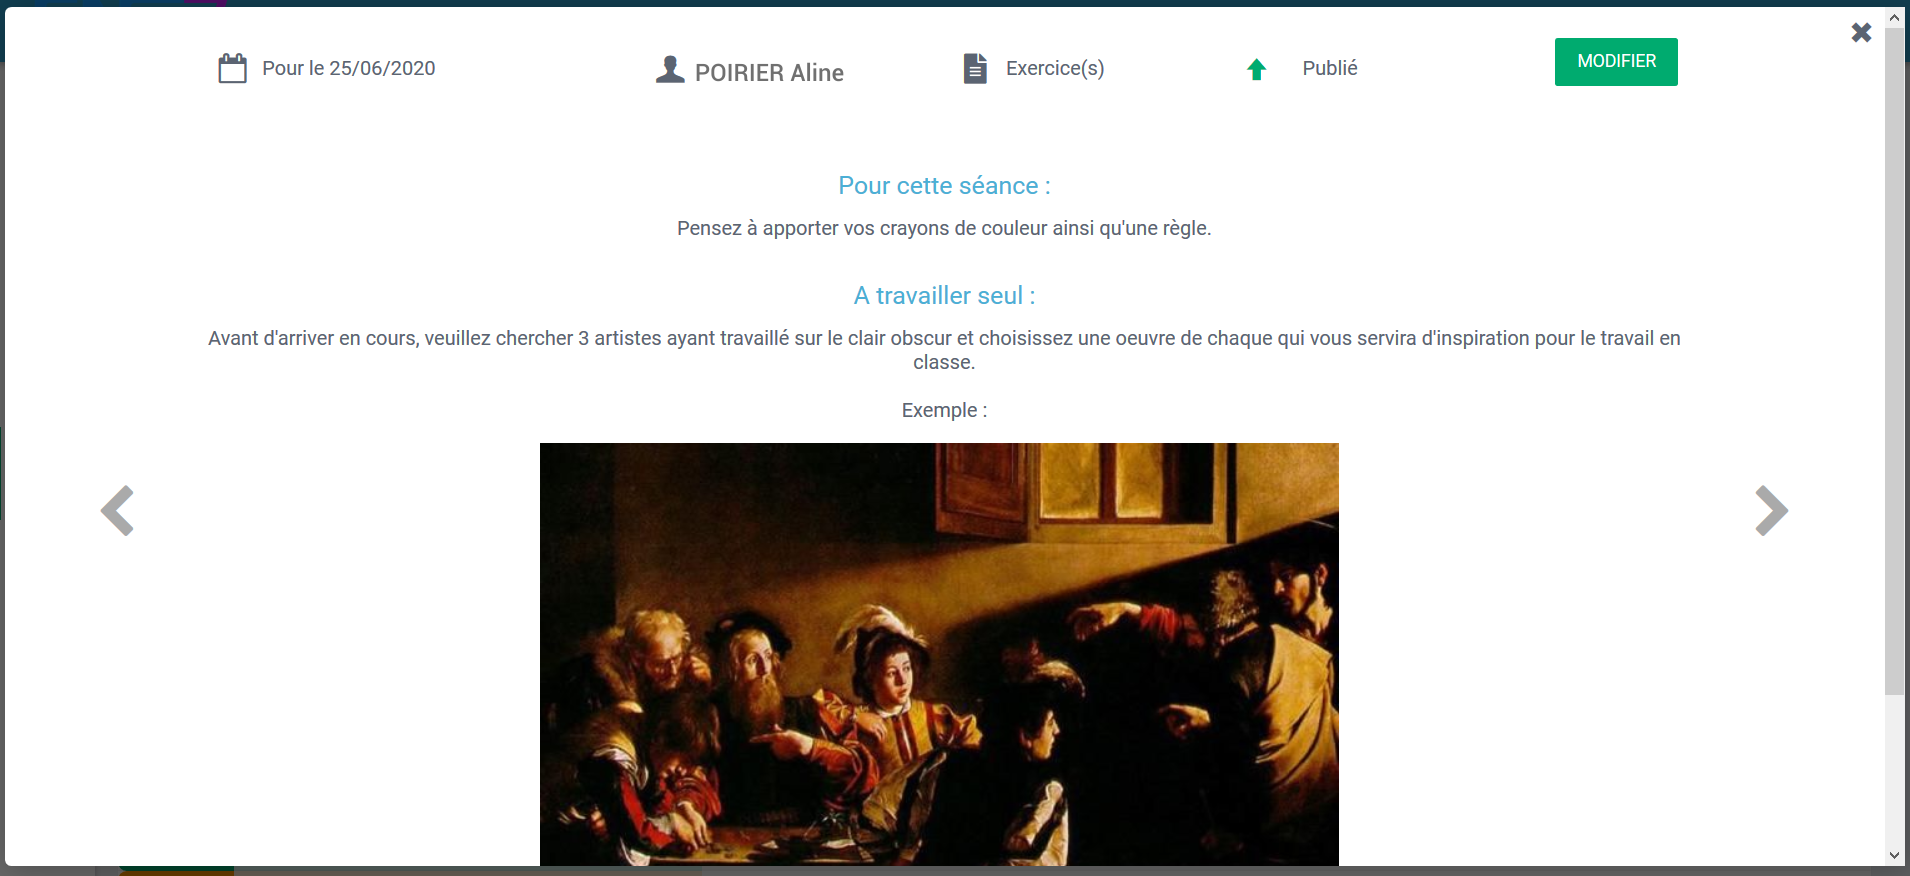 Pour le 25/06/2020
POIRIER Aline
Exercice(s)
Publié
MODIFIER
Pour cette séance :
Pensez à apporter vos crayons de couleur ainsi qu'une règle.
A travailler seul :
Avant d'arriver en cours, veuillez chercher 3 artistes ayant travaillé sur le clair obscur et choisissez une oeuvre de chaque qui vous servira d'inspiration pour le travail en
classe.
Exemple :